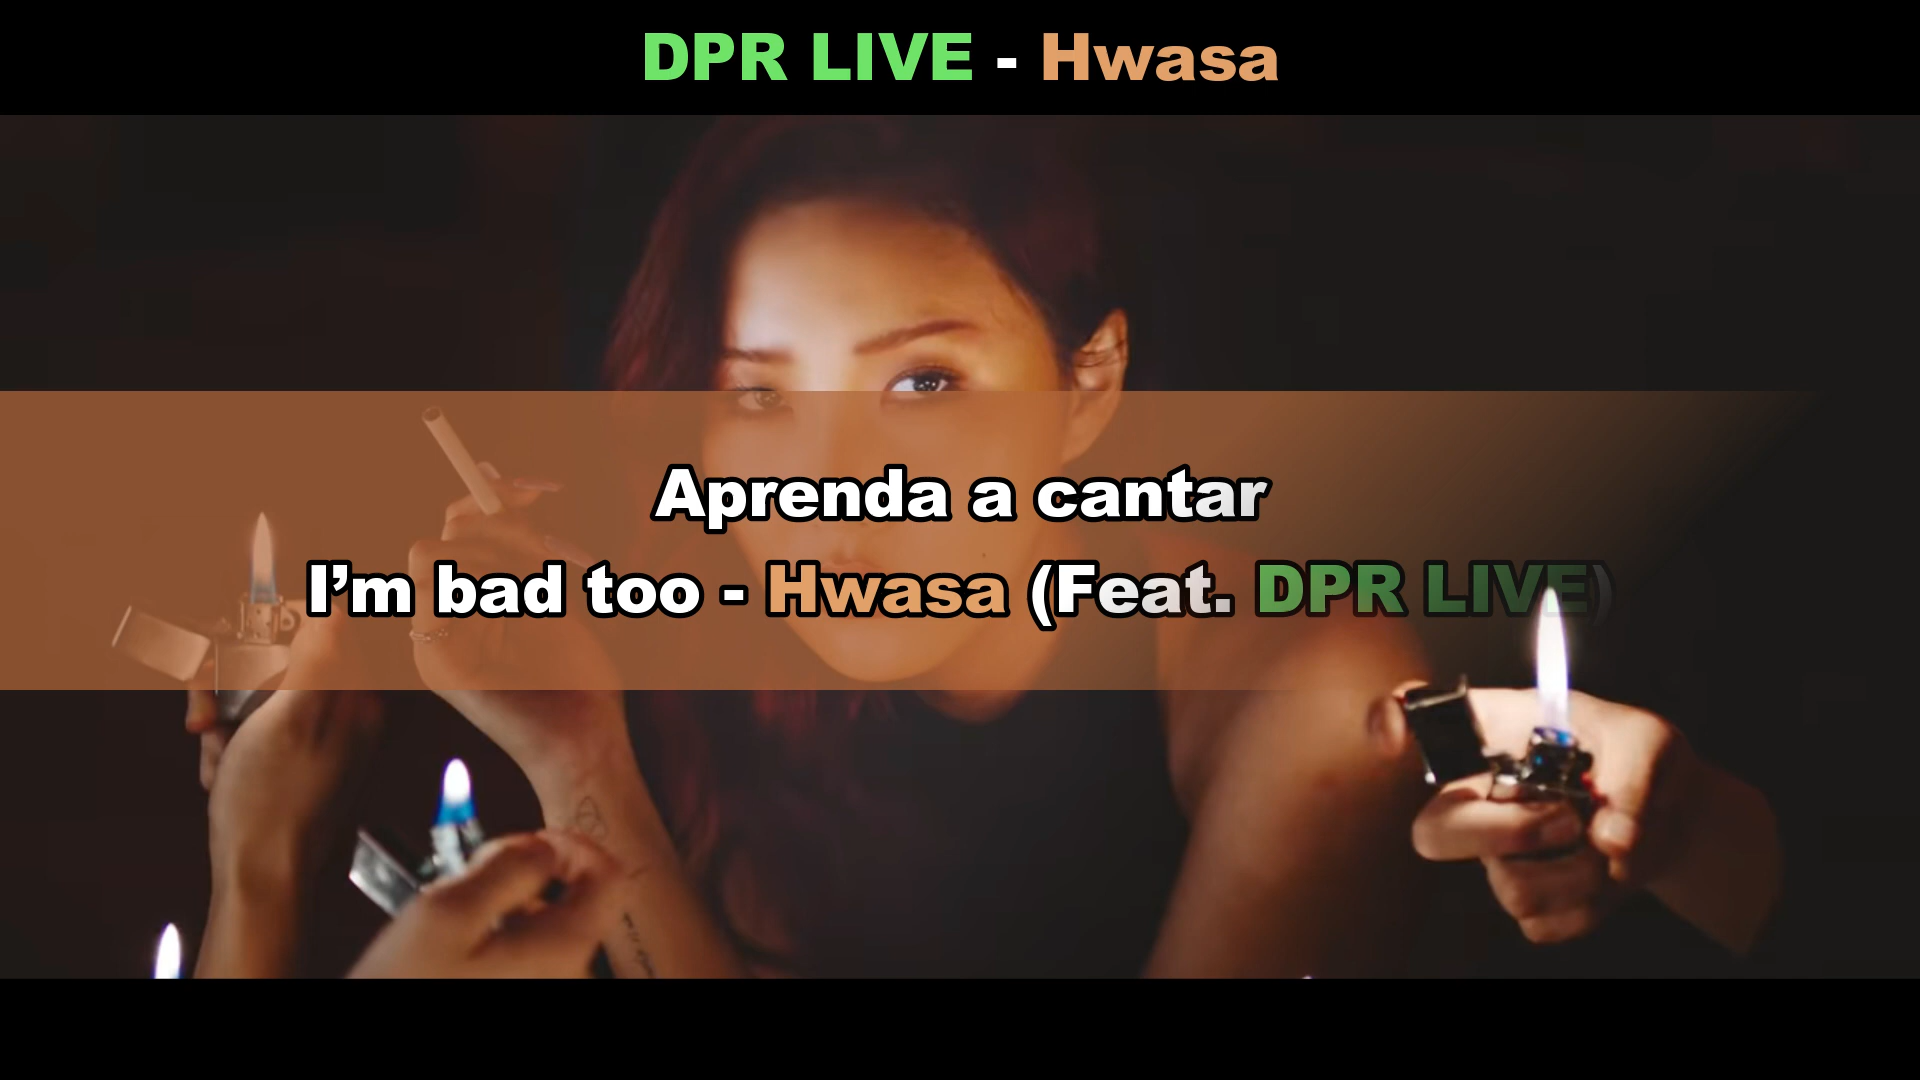 DPR LIVE - Hwasa
Aprenda a cantar
I’m bad too - Hwasa (Feat. DPR LIVE)